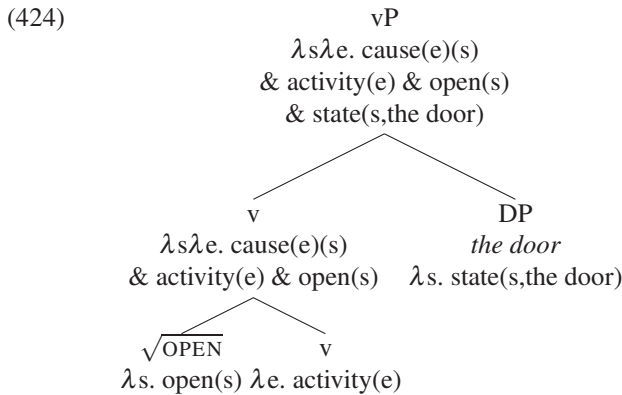 (424) vP
λsλe. cause(e)(s)
& activity(e) & open(s)
& state(s,the door)
v DP
λsλe. cause(e)(s) the door
& activity(e) & open(s) λs. state(s,the door)
√OPEN v
λs. open(s) λe. activity(e)